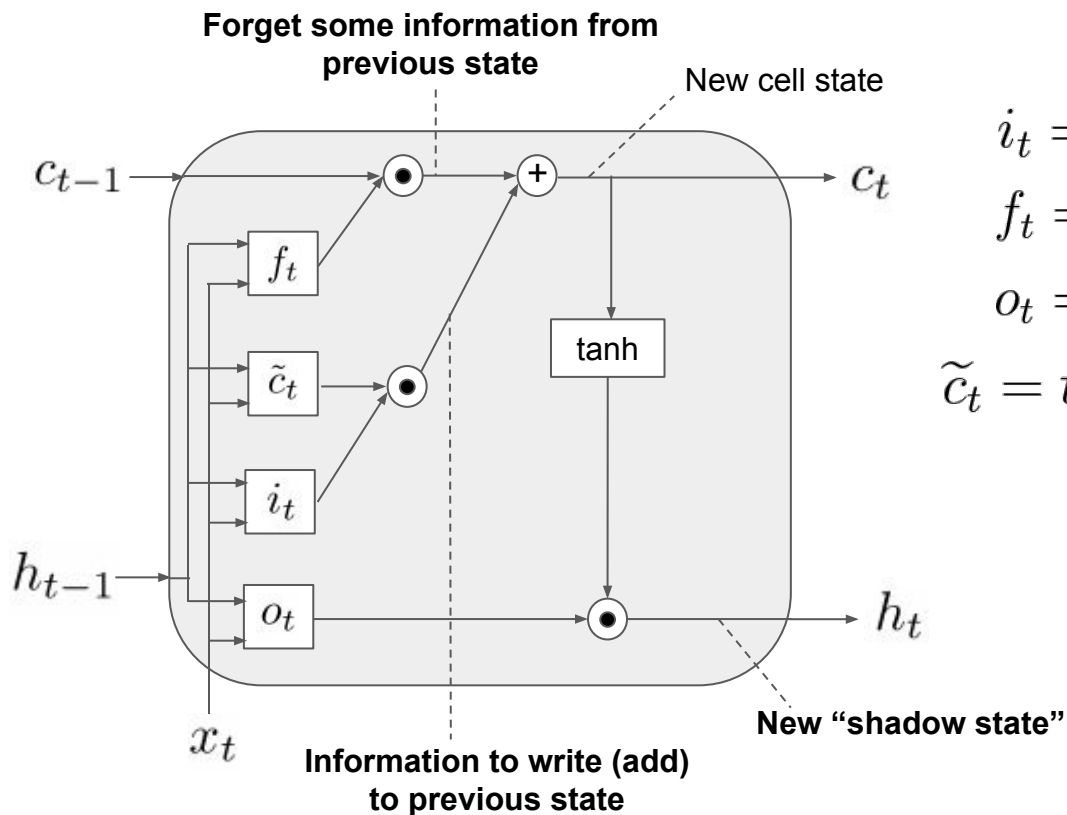 Forget some information from
previous state
New cell state
c_{t-1}
+
c_t
i_t =
f_t
f_t =
o_t =
tanh
c̃_t
c̃_t =
i_t
h_{t-1}
o_t
h_t
x_t
New “shadow state”
Information to write (add)
to previous state